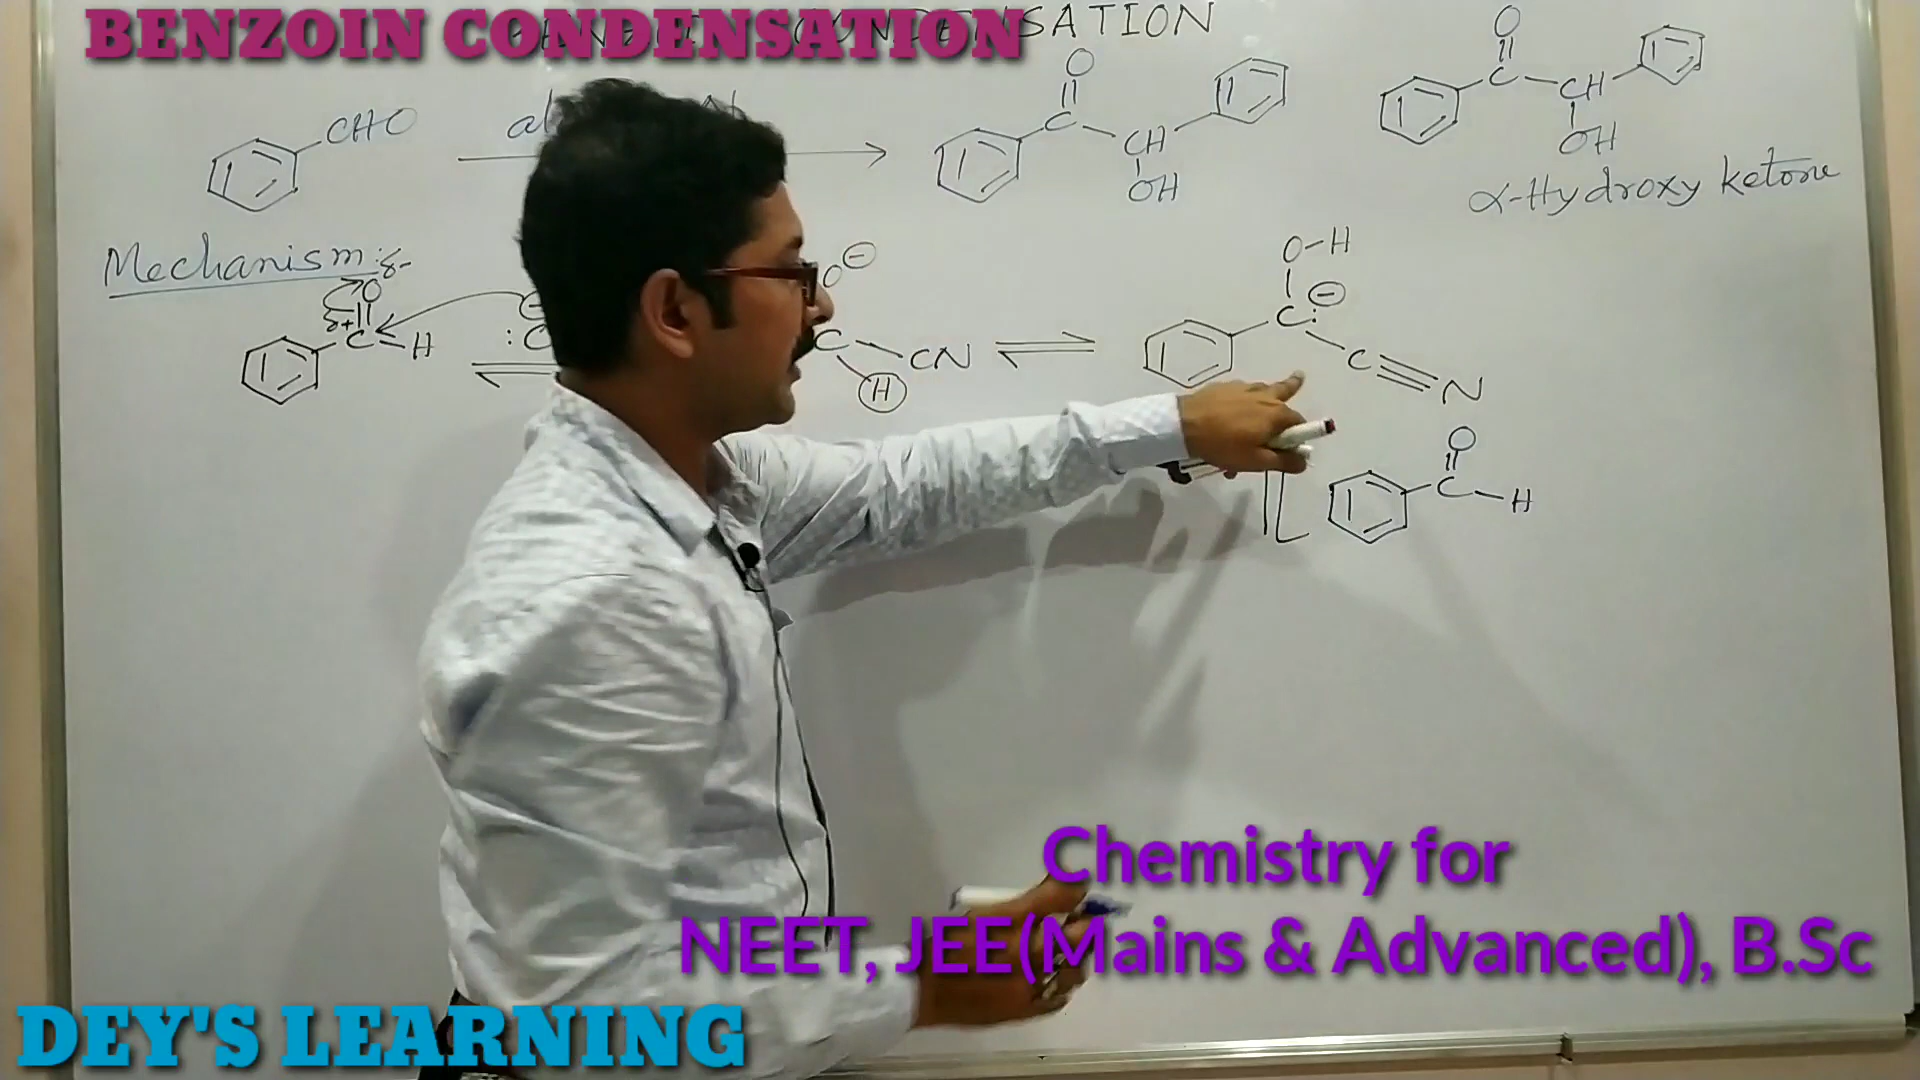 BENZOIN CONDENSATION
CONDENSATION
CHO
O
C
CH
OH
O
C
CH
OH
α-Hydroxy ketone
Mechanism:-
O
δ+
C
H
O⊖
C
CN
H
O-H
C:⊖
C≡N
O
C
H
Chemistry for
NEET, JEE(Mains & Advanced), B.Sc
DEY'S LEARNING